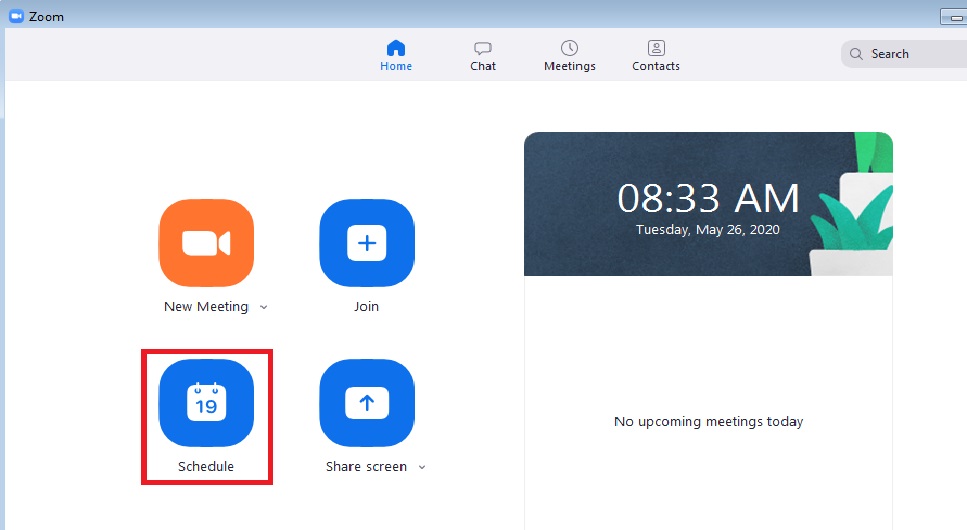 Zoom
Home
Chat
Meetings
Contacts
Search
08:33 AM
Tuesday, May 26, 2020
New Meeting
Join
19
Schedule
Share screen
No upcoming meetings today